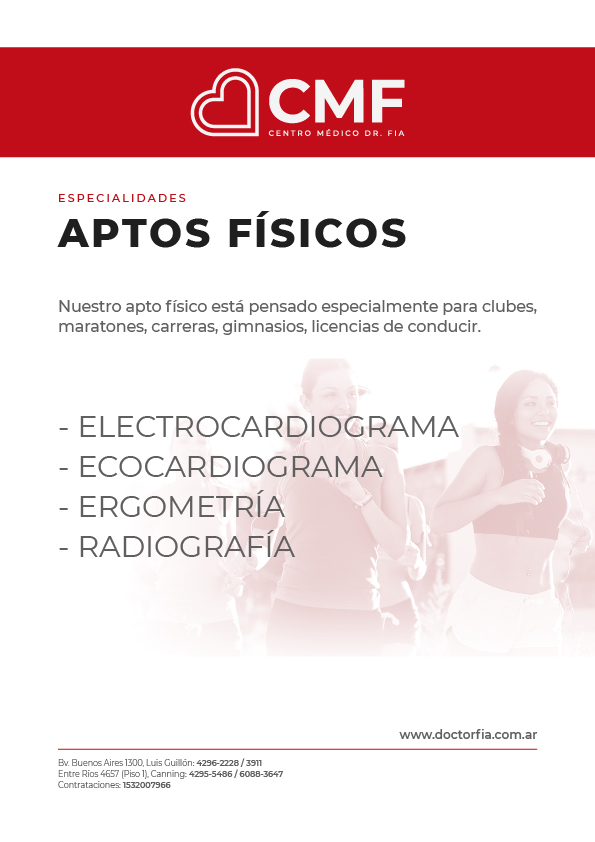 CMF
CENTRO MÉDICO DR. FIA
ESPECIALIDADES
APTOS FÍSICOS
Nuestro apto físico está pensado especialmente para clubes,
maratones, carreras, gimnasios, licencias de conducir.
- ELECTROCARDIOGRAMA
- ECOCARDIOGRAMA
- ERGOMETRÍA
- RADIOGRAFÍA
www.doctorfia.com.ar
Bv. Buenos Aires 1300, Luis Guillón: 4296-2228 / 3911
Entre Ríos 4657 (Piso 1), Canning: 4295-5486 / 6088-3647
Contrataciones: 1532007966